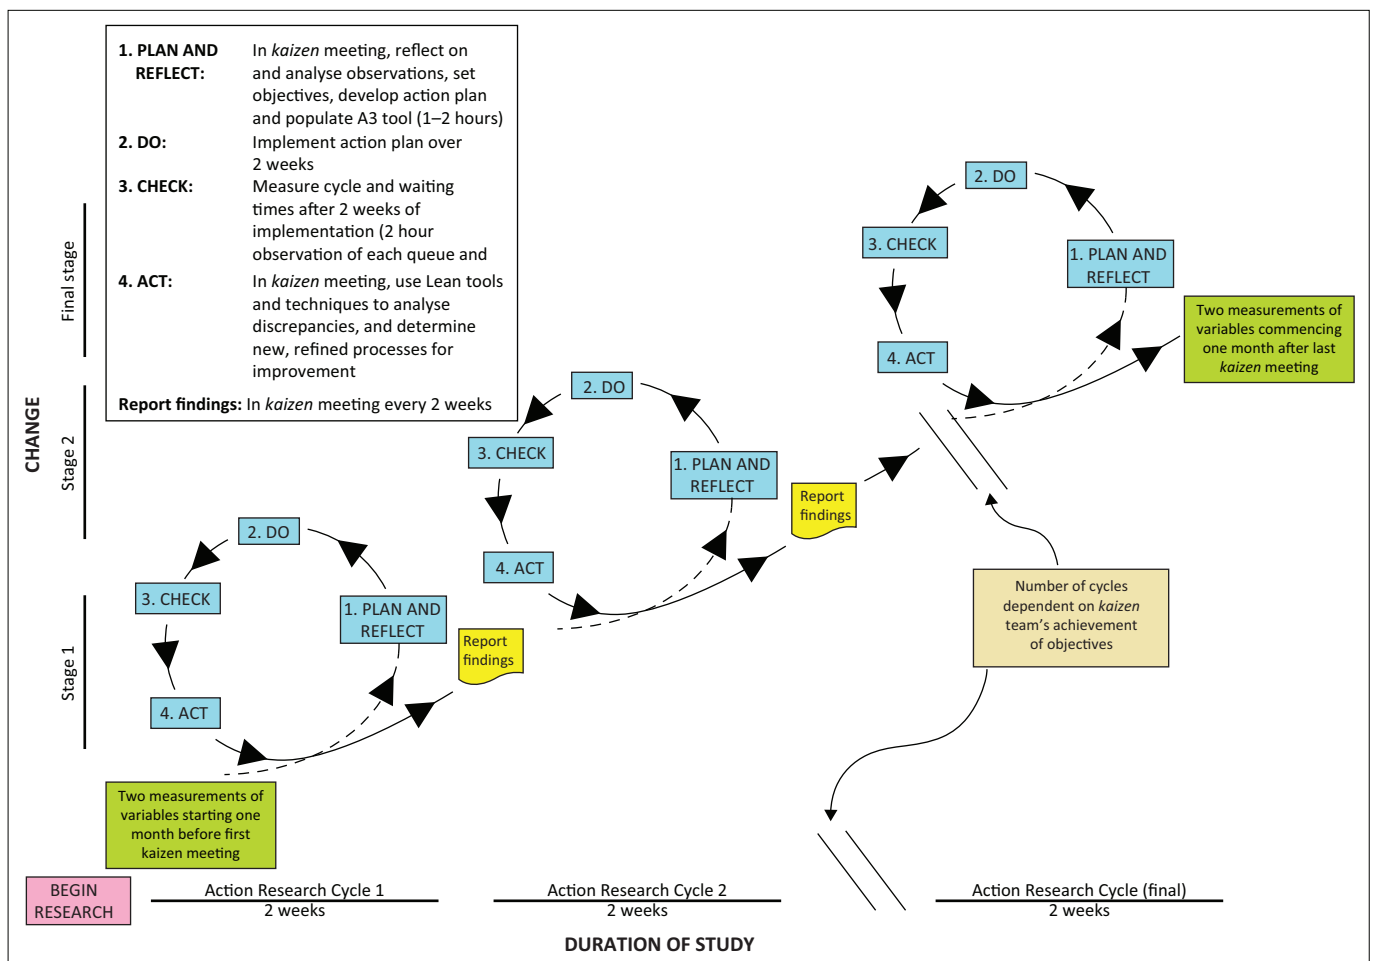 1. PLAN AND In kaizen meeting, reflect on
REFLECT: and analyse observations, set
objectives, develop action plan
and populate A3 tool (1–2 hours)
2. DO: Implement action plan over
2 weeks
3. CHECK: Measure cycle and waiting
times after 2 weeks of
implementation (2 hour
observation of each queue and
4. ACT: In kaizen meeting, use Lean tools
and techniques to analyse
discrepancies, and determine
new, refined processes for
improvement
Report findings: In kaizen meeting every 2 weeks
CHANGE
Final stage
Stage 2
Stage 1
2. DO
3. CHECK
1. PLAN AND
REFLECT
4. ACT
Two measurements of
variables commencing
one month after last
kaizen meeting
2. DO
3. CHECK
1. PLAN AND
REFLECT
4. ACT
Report
findings
2. DO
3. CHECK
1. PLAN AND
REFLECT
4. ACT
Report
findings
Number of cycles
dependent on kaizen
team’s achievement
of objectives
Two measurements of
variables starting one
month before first
kaizen meeting
BEGIN
RESEARCH
Action Research Cycle 1
2 weeks
Action Research Cycle 2
2 weeks
Action Research Cycle (final)
2 weeks
DURATION OF STUDY